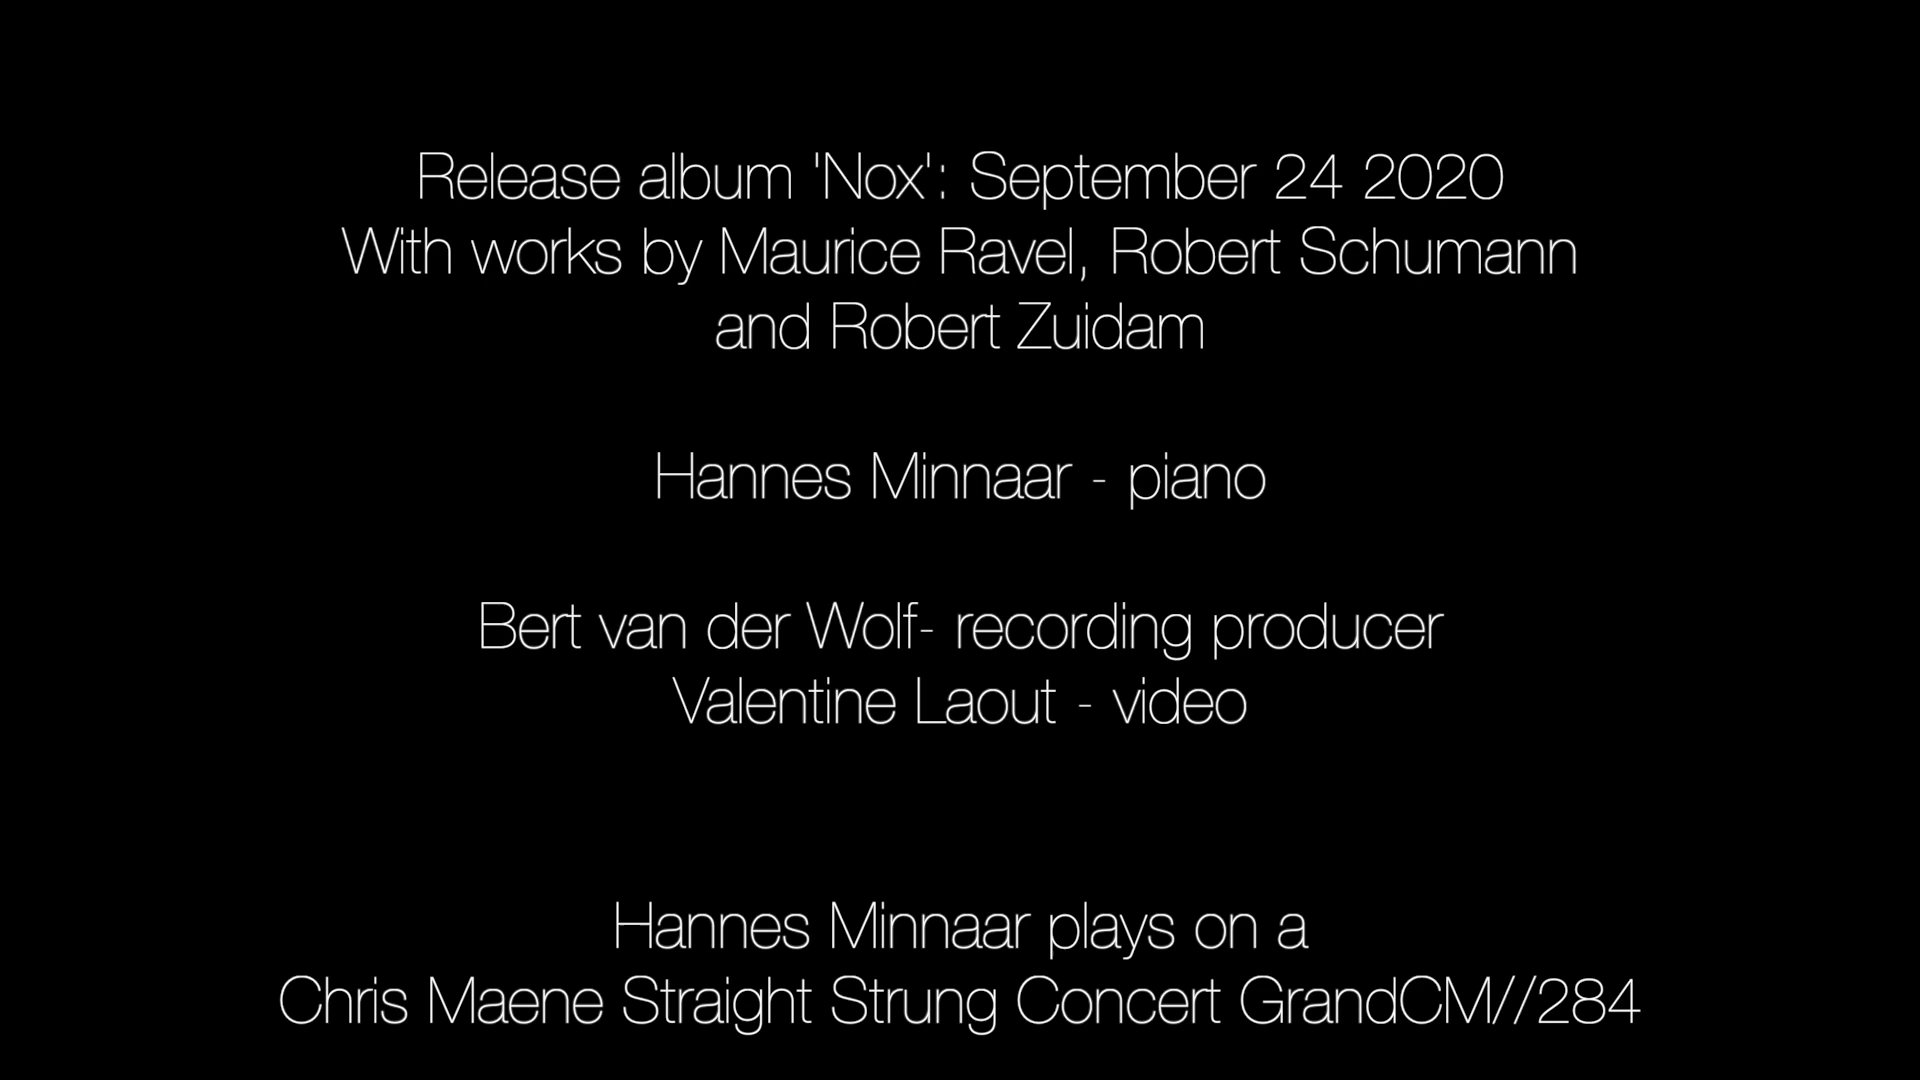 Release album 'Nox': September 24 2020
With works by Maurice Ravel, Robert Schumann
and Robert Zuidam
Hannes Minnaar - piano
Bert van der Wolf- recording producer
Valentine Laout - video
Hannes Minnaar plays on a
Chris Maene Straight Strung Concert GrandCM//284